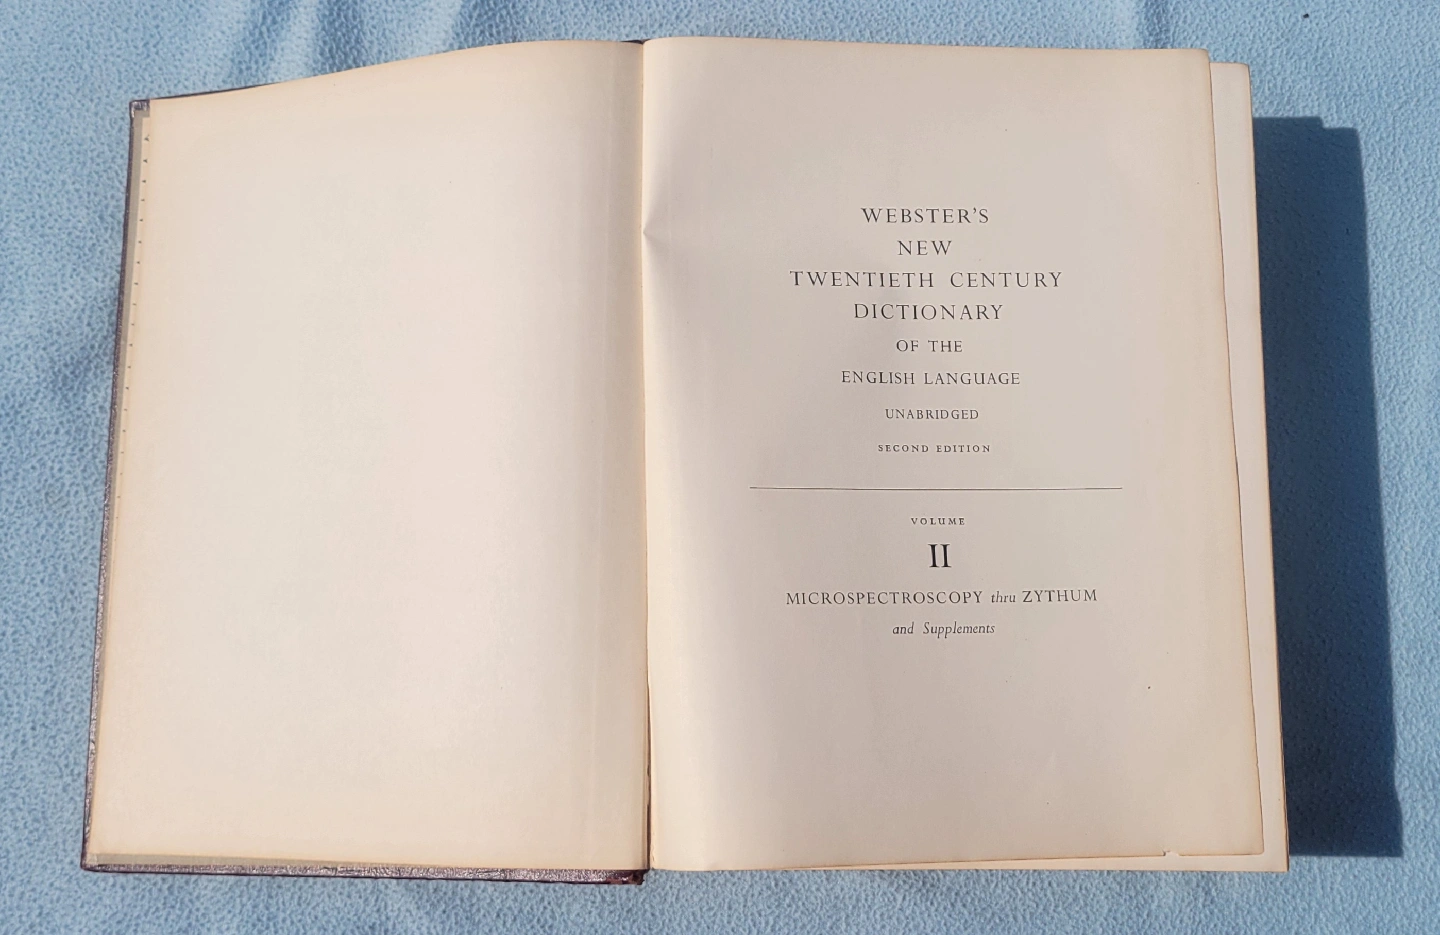 WEBSTER'S
NEW
TWENTIETH CENTURY
DICTIONARY
OF THE
ENGLISH LANGUAGE
UNABRIDGED
SECOND EDITION
VOLUME
II
MICROSPECTROSCOPY thru ZYTHUM
and Supplements